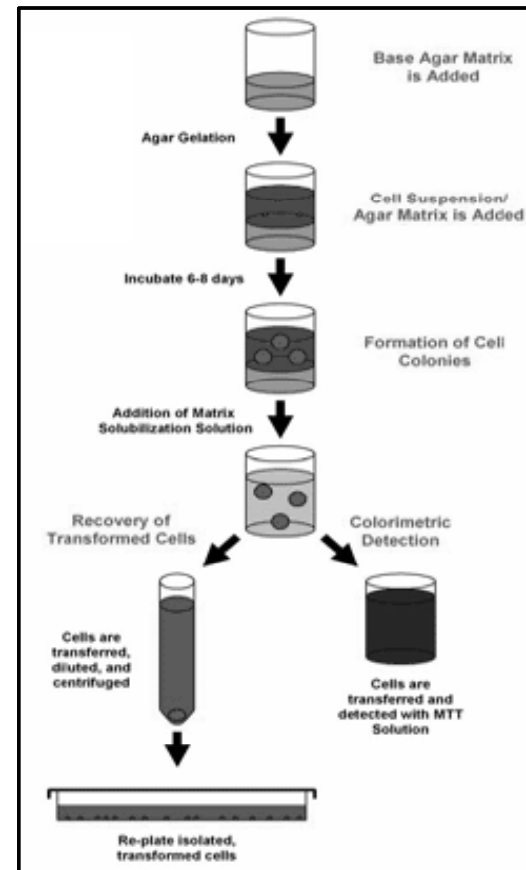 Base Agar Matrix
is Added
Agar Gelation
Cell Suspension/
Agar Matrix is Added
Incubate 6-8 days
Formation of Cell
Colonies
Addition of Matrix
Solubilization Solution
Recovery of
Transformed Cells
Colorimetric
Detection
Cells are
transferred,
diluted, and
centrifuged
Cells are
transferred and
detected with MTT
Solution
Re-plate isolated,
transformed cells